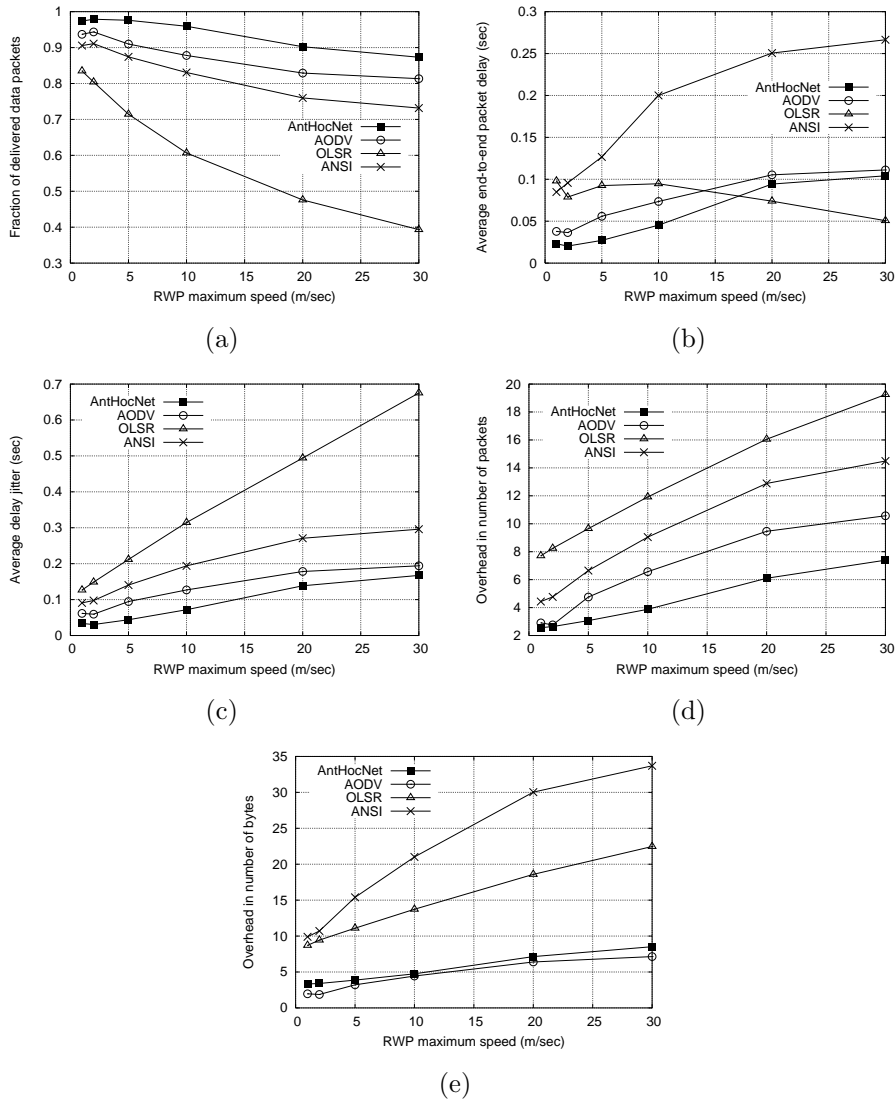 1
0.9
0.8
0.7
0.6
0.5
0.4
0.3
Fraction of delivered data packets
AntHocNet
AODV
OLSR
ANSI
0 5 10 15 20 25 30
RWP maximum speed (m/sec)
(a)
0.3
0.25
0.2
0.15
0.1
0.05
0
Average end-to-end packet delay (sec)
AntHocNet
AODV
OLSR
ANSI
0 5 10 15 20 25 30
RWP maximum speed (m/sec)
(b)
0.7
0.6
0.5
0.4
0.3
0.2
0.1
0
Average delay jitter (sec)
AntHocNet
AODV
OLSR
ANSI
0 5 10 15 20 25 30
RWP maximum speed (m/sec)
(c)
20
18
16
14
12
10
8
6
4
2
Overhead in number of packets
AntHocNet
AODV
OLSR
ANSI
0 5 10 15 20 25 30
RWP maximum speed (m/sec)
(d)
35
30
25
20
15
10
5
0
Overhead in number of bytes
AntHocNet
AODV
OLSR
ANSI
0 5 10 15 20 25 30
RWP maximum speed (m/sec)
(e)